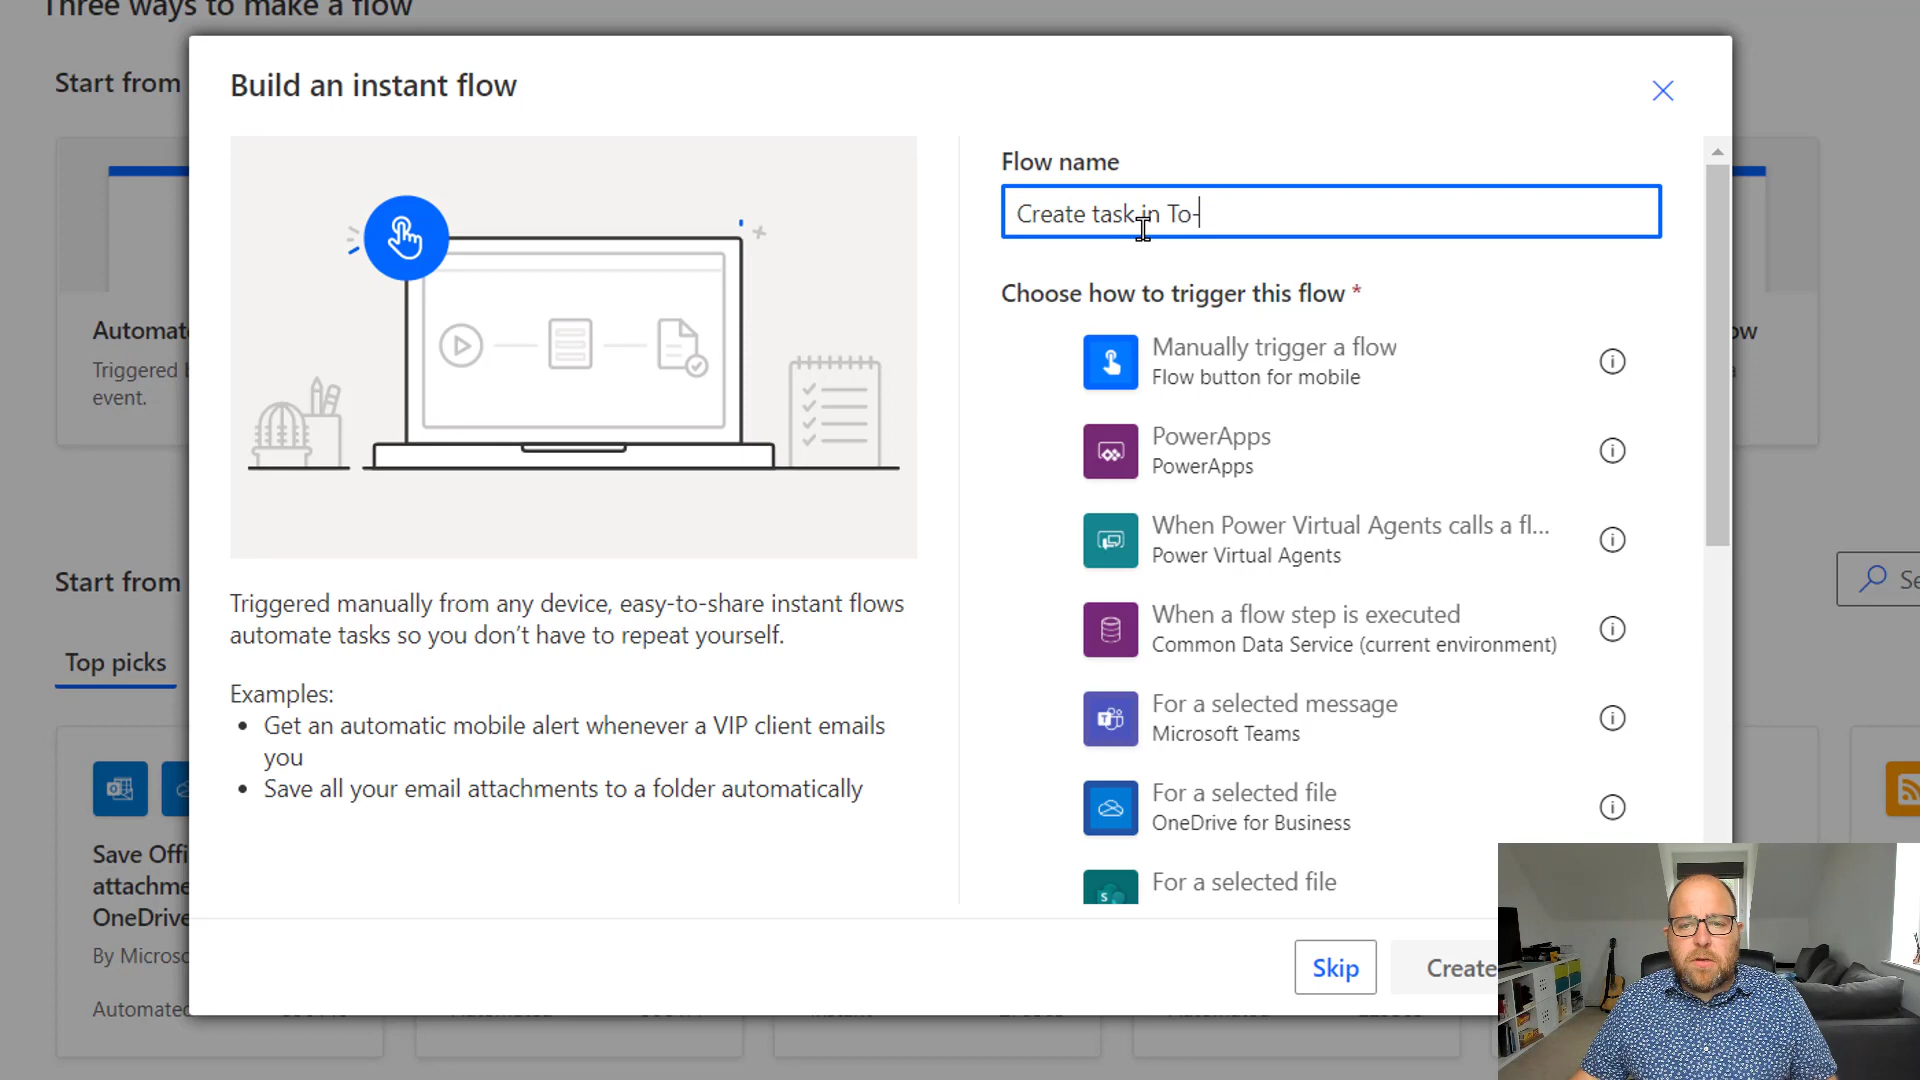 Three ways to make a flow
Start from
Build an instant flow
Flow name
Create task in To-
Choose how to trigger this flow *
Manually trigger a flow
Flow button for mobile
PowerApps
PowerApps
When Power Virtual Agents calls a fl...
Power Virtual Agents
When a flow step is executed
Common Data Service (current environment)
For a selected message
Microsoft Teams
For a selected file
OneDrive for Business
For a selected file
Triggered manually from any device, easy-to-share instant flows
automate tasks so you don't have to repeat yourself.
Examples:
• Get an automatic mobile alert whenever a VIP client emails
you
• Save all your email attachments to a folder automatically
Skip
Create
Automate
Triggered b
event.
ow
Start from
Se
Top picks
Save Offi
attachme
OneDrive
By Microso
Automated